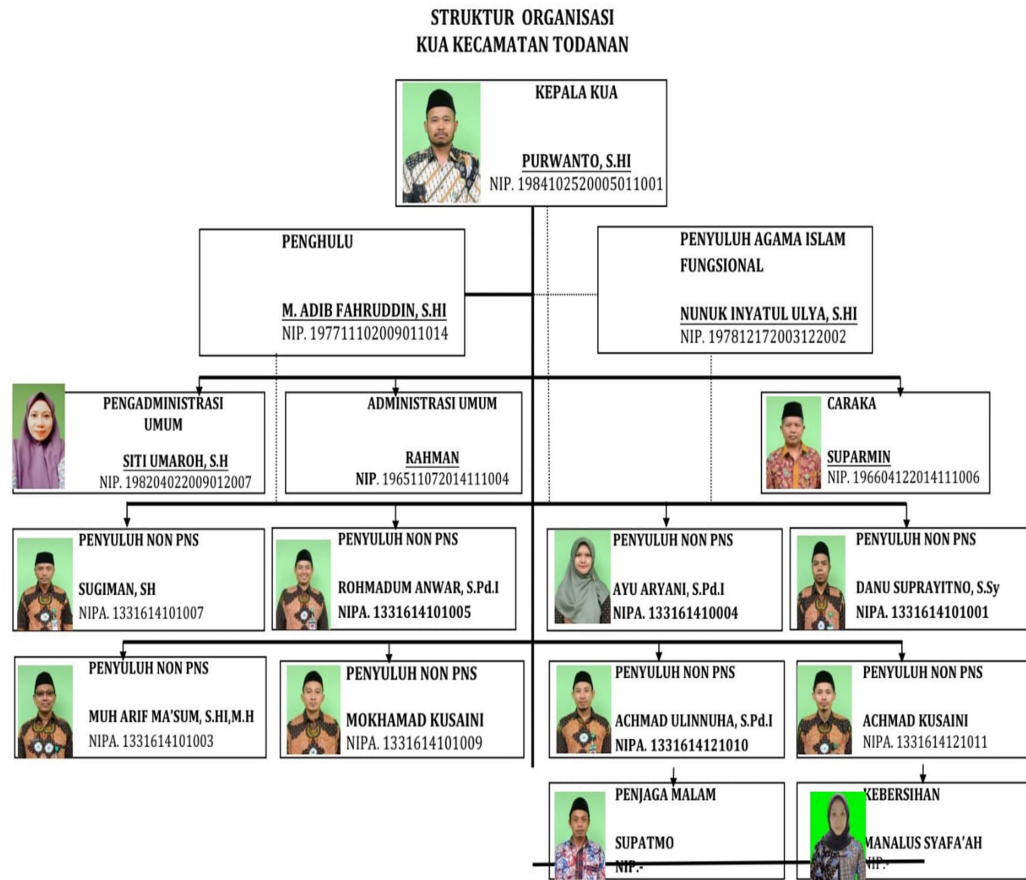 STRUKTUR ORGANISASI
KUA KECAMATAN TODANAN
KEPALA KUA
PURWANTO, S.HI
NIP. 1984102520005011001
PENGHULU
M. ADIB FAHRUDDIN, S.HI
NIP. 197711102009011014
PENYULUH AGAMA ISLAM
FUNGSIONAL
NUNUK INYATUL ULYA, S.HI
NIP. 197812172003122002
PENGADMINISTRASI
UMUM
SITI UMAROH, S.H
NIP. 198204022009012007
ADMINISTRASI UMUM
RAHMAN
NIP. 196511072014111004
CARAKA
SUPARMIN
NIP. 196604122014111006
PENYULUH NON PNS
SUGIMAN, SH
NIPA. 1331614101007
PENYULUH NON PNS
ROHMADUM ANWAR, S.Pd.I
NIPA. 1331614101005
PENYULUH NON PNS
AYU ARYANI, S.Pd.I
NIPA. 133161410004
PENYULUH NON PNS
DANU SUPRAYITNO, S.Sy
NIPA. 1331614101001
PENYULUH NON PNS
MUH ARIF MA'SUM, S.HI,M.H
NIPA. 1331614101003
PENYULUH NON PNS
MOKHAMAD KUSAINI
NIPA. 1331614101009
PENYULUH NON PNS
ACHMAD ULINNUHA, S.Pd.I
NIPA. 1331614121010
PENYULUH NON PNS
ACHMAD KUSAINI
NIPA. 1331614121011
PENJAGA MALAM
SUPATMO
NIP.-
KEBERSIHAN
MANALUS SYAFA'AH
NIP.-